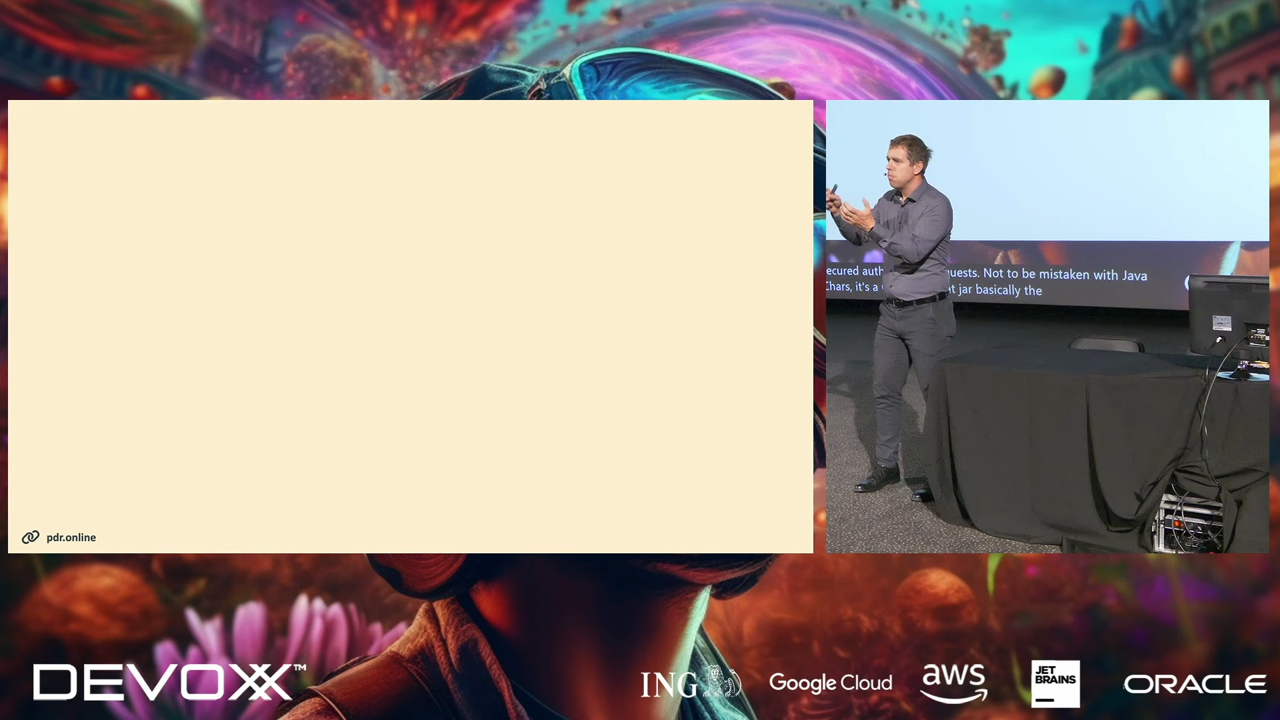 ecured auth uests. Not to be mistaken with Java
Chars, it's a t jar basically the
pdr.online
DEVOXX™
ING
Google Cloud
aws
JET
BRAINS
ORACLE